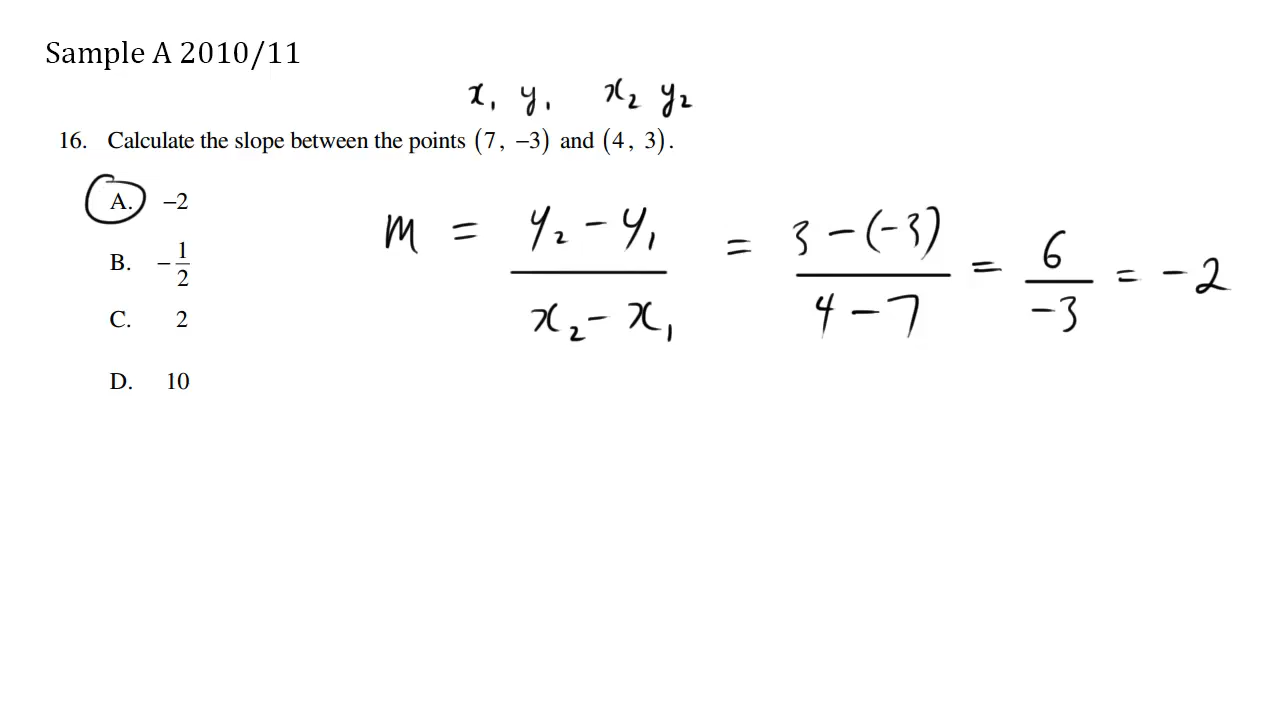 Sample A 2010/11
x₁ y₁ x₂ y₂
16. Calculate the slope between the points (7, −3) and (4, 3).
A. −2
B. −1/2
C. 2
D. 10
m = (y₂ − y₁)/(x₂ − x₁) = (3 − (−3))/(4 − 7) = 6/−3 = −2